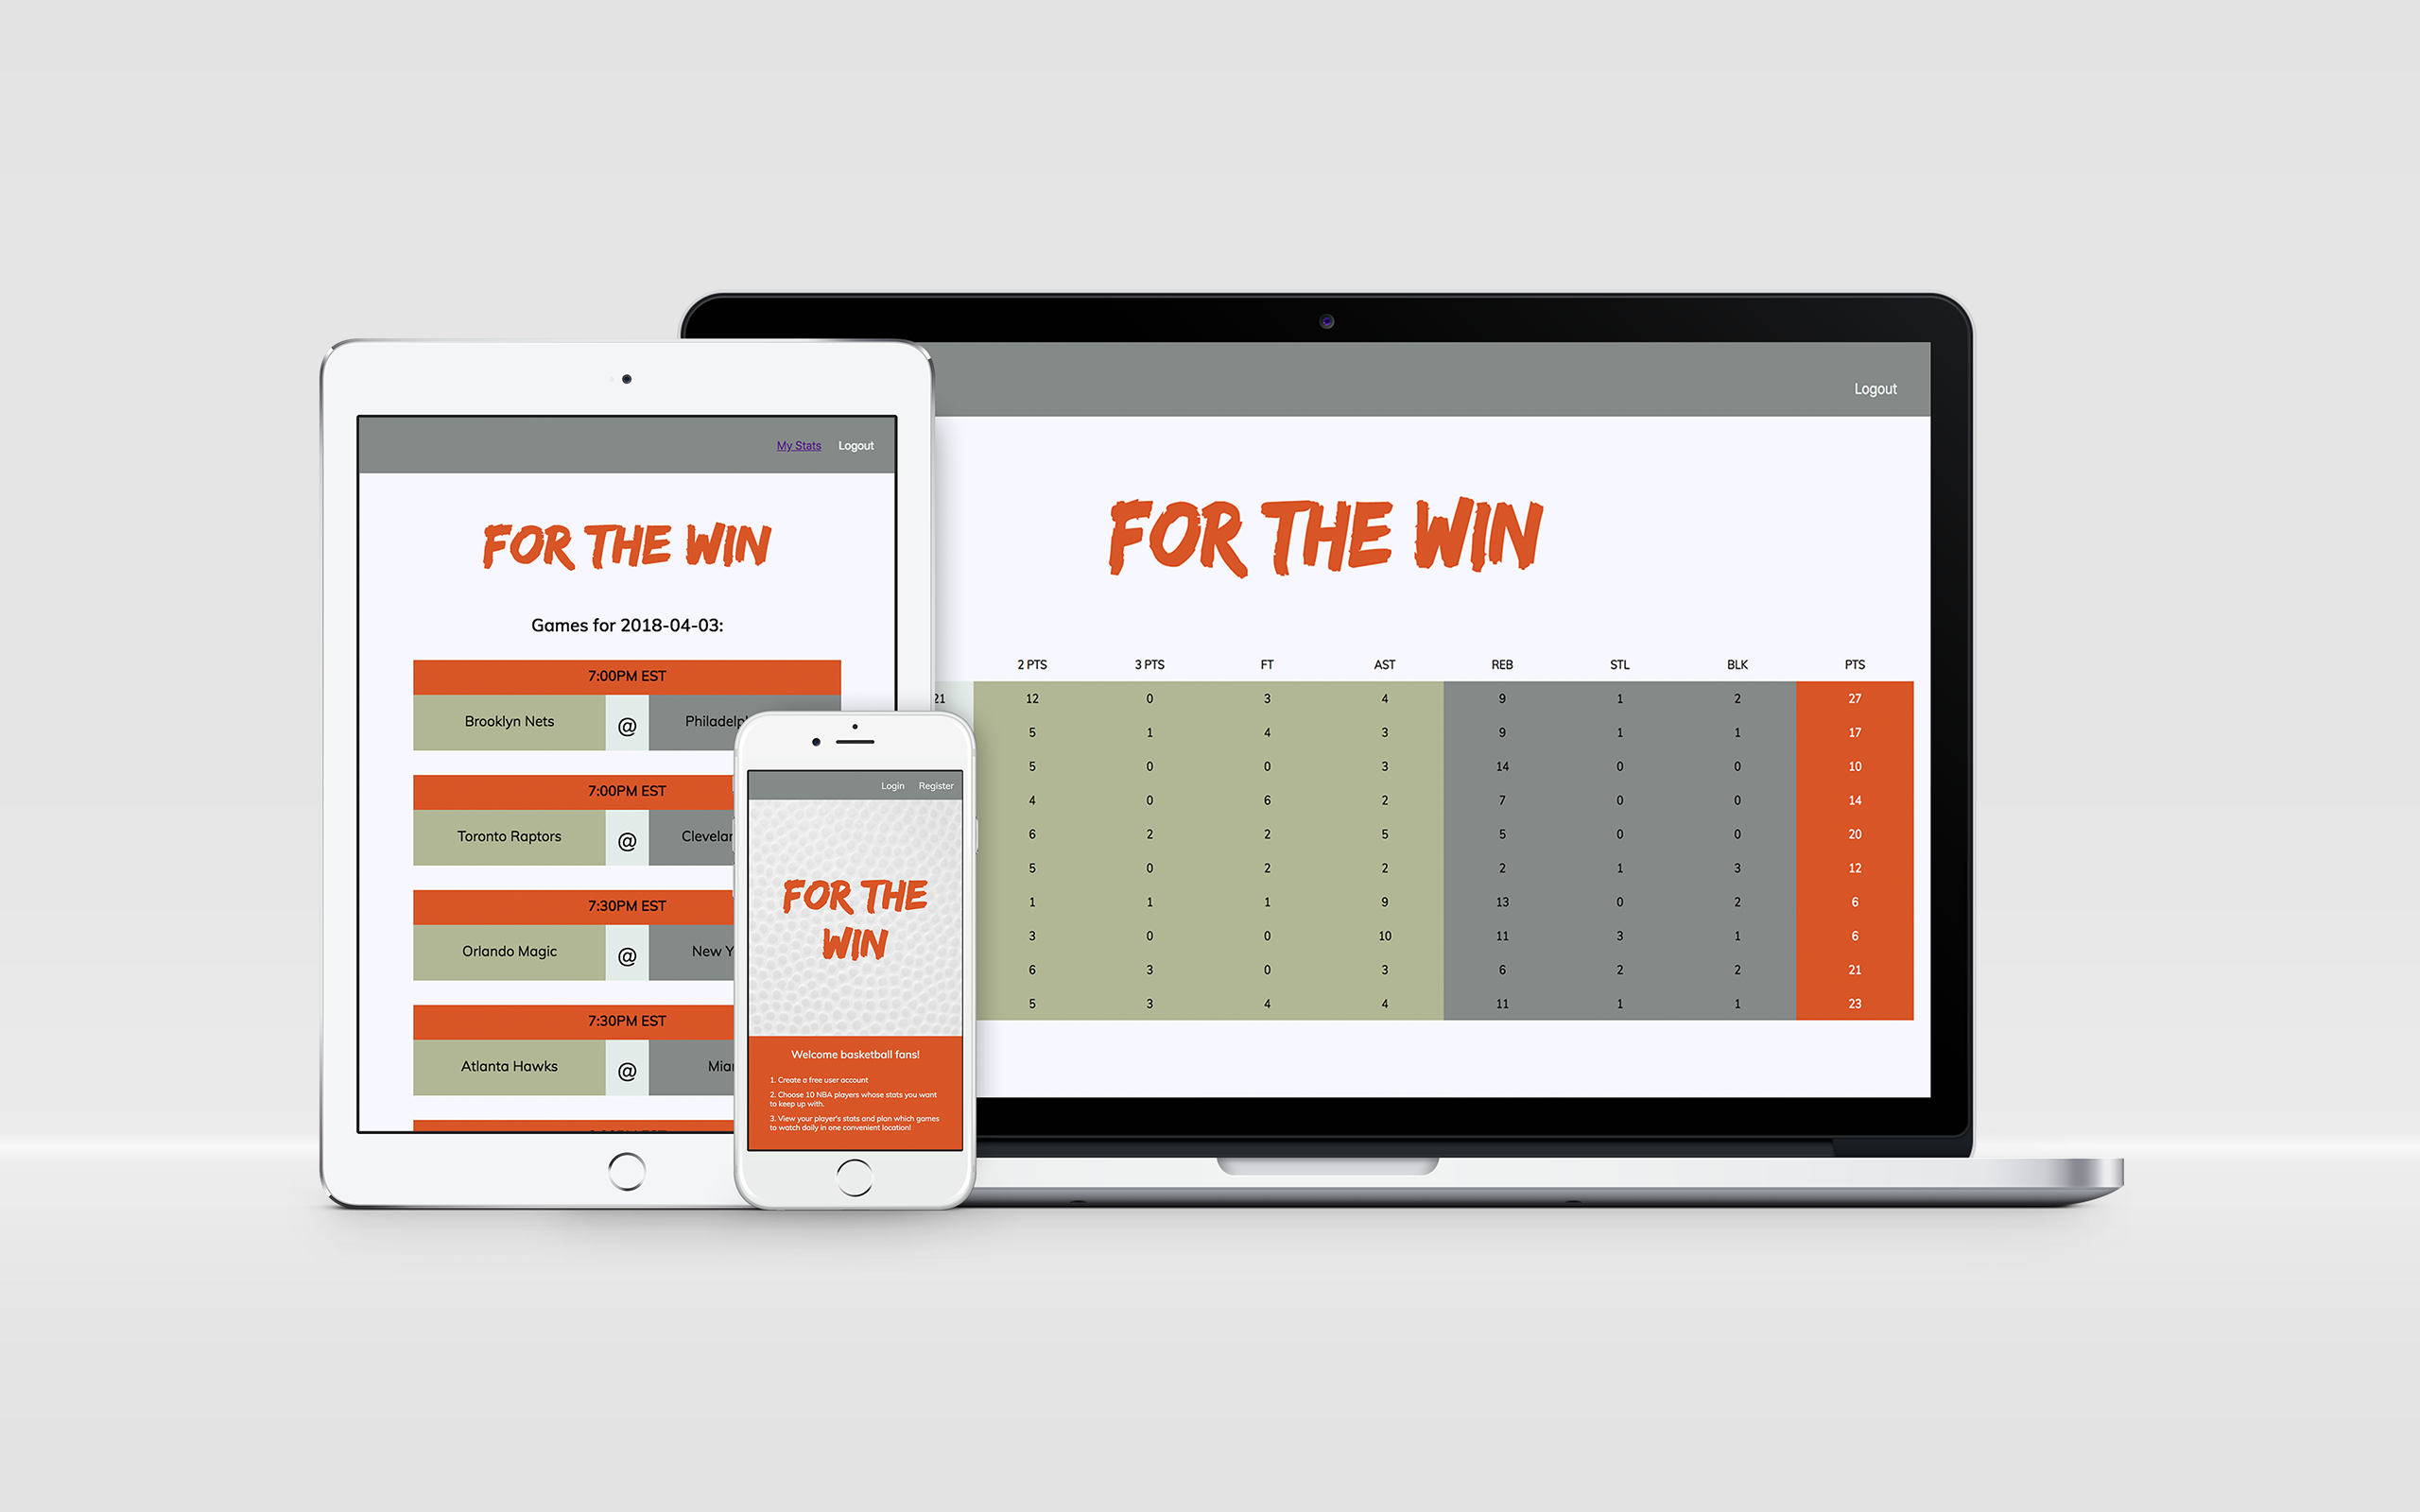 My Stats Logout
FOR THE WIN
Games for 2018-04-03:
7:00PM EST
Brooklyn Nets @
7:00PM EST
Toronto Raptors @
7:30PM EST
Orlando Magic @ New
7:30PM EST
Atlanta Hawks @
Login Register
FOR THE
WIN
Welcome basketball fans!
1. Create a free user account
2. Choose 10 NBA players whose stats you want
to keep up with.
3. View your player's stats and plan which games
to watch daily in one convenient location!
Logout
FOR THE WIN
2 PTS 3 PTS FT AST REB STL BLK PTS
21 12 0 3 4 9 1 2 27
5 1 4 3 9 1 1 17
5 0 0 3 14 0 0 10
4 0 6 2 7 0 0 14
6 2 2 5 5 0 0 20
5 0 2 2 2 1 3 12
1 1 1 9 13 0 2 6
3 0 0 10 11 3 1 6
6 3 0 3 6 2 2 21
5 3 4 4 11 1 1 23